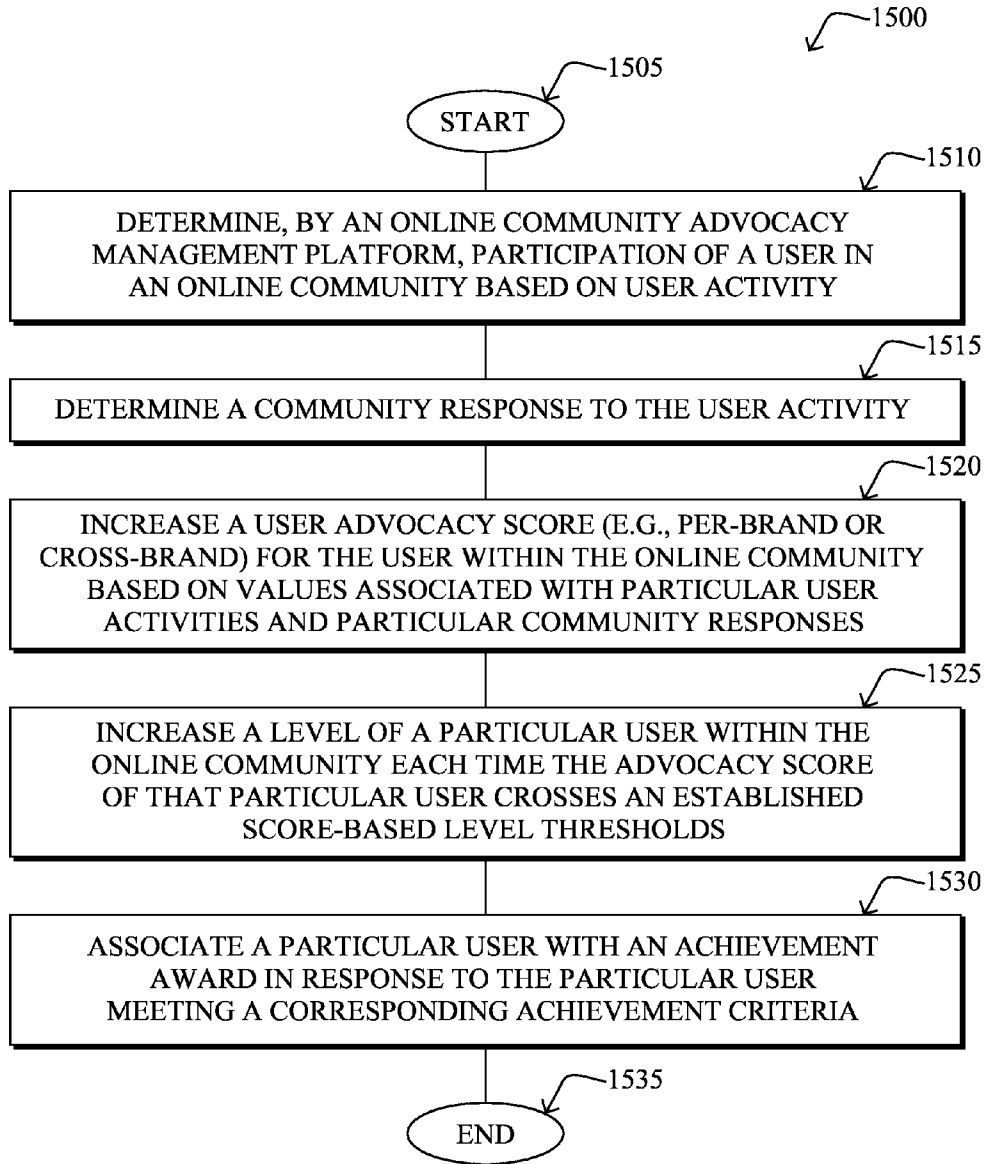 1500
1505
START
1510
DETERMINE, BY AN ONLINE COMMUNITY ADVOCACY
MANAGEMENT PLATFORM, PARTICIPATION OF A USER IN
AN ONLINE COMMUNITY BASED ON USER ACTIVITY
1515
DETERMINE A COMMUNITY RESPONSE TO THE USER ACTIVITY
1520
INCREASE A USER ADVOCACY SCORE (E.G., PER-BRAND OR
CROSS-BRAND) FOR THE USER WITHIN THE ONLINE COMMUNITY
BASED ON VALUES ASSOCIATED WITH PARTICULAR USER
ACTIVITIES AND PARTICULAR COMMUNITY RESPONSES
1525
INCREASE A LEVEL OF A PARTICULAR USER WITHIN THE
ONLINE COMMUNITY EACH TIME THE ADVOCACY SCORE
OF THAT PARTICULAR USER CROSSES AN ESTABLISHED
SCORE-BASED LEVEL THRESHOLDS
1530
ASSOCIATE A PARTICULAR USER WITH AN ACHIEVEMENT
AWARD IN RESPONSE TO THE PARTICULAR USER
MEETING A CORRESPONDING ACHIEVEMENT CRITERIA
1535
END